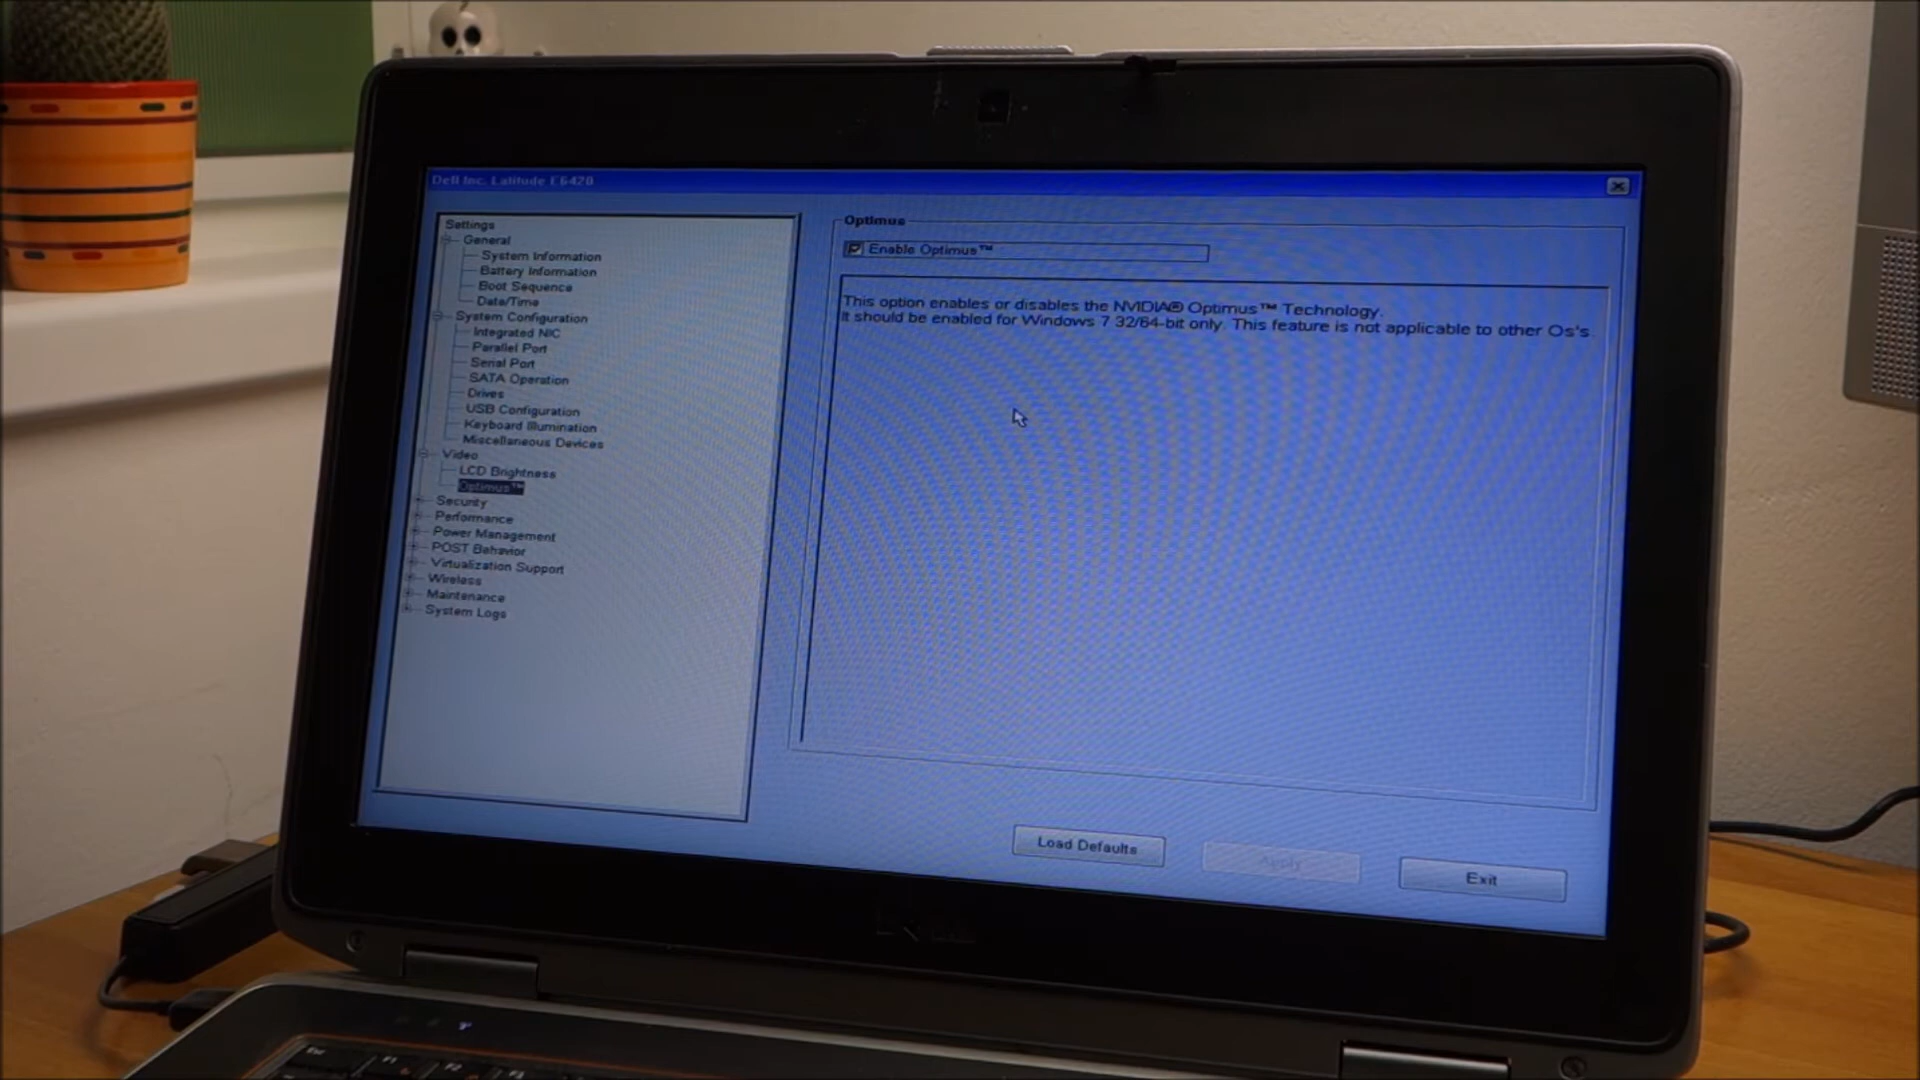 Dell Inc. Latitude E6420
Settings
General
System Information
Battery Information
Boot Sequence
Date/Time
System Configuration
Integrated NIC
Parallel Port
Serial Port
SATA Operation
Drives
USB Configuration
Keyboard Illumination
Miscellaneous Devices
Video
LCD Brightness
Optimus™
Security
Performance
Power Management
POST Behavior
Virtualization Support
Wireless
Maintenance
System Logs
Optimus
Enable Optimus™
This option enables or disables the NVIDIA® Optimus™ Technology.
It should be enabled for Windows 7 32/64-bit only. This feature is not applicable to other Os's.
Load Defaults
Apply
Exit
Esc
F1
F2
F3